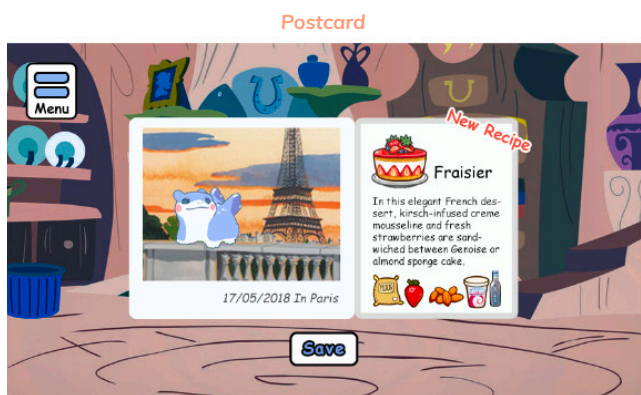 Postcard
Menu
17/05/2018 In Paris
New Recipe
Fraisier
In this elegant French des-
sert, kirsch-infused creme
mousseline and fresh
strawberries are sand-
wiched between Genoise or
almond sponge cake.
Save